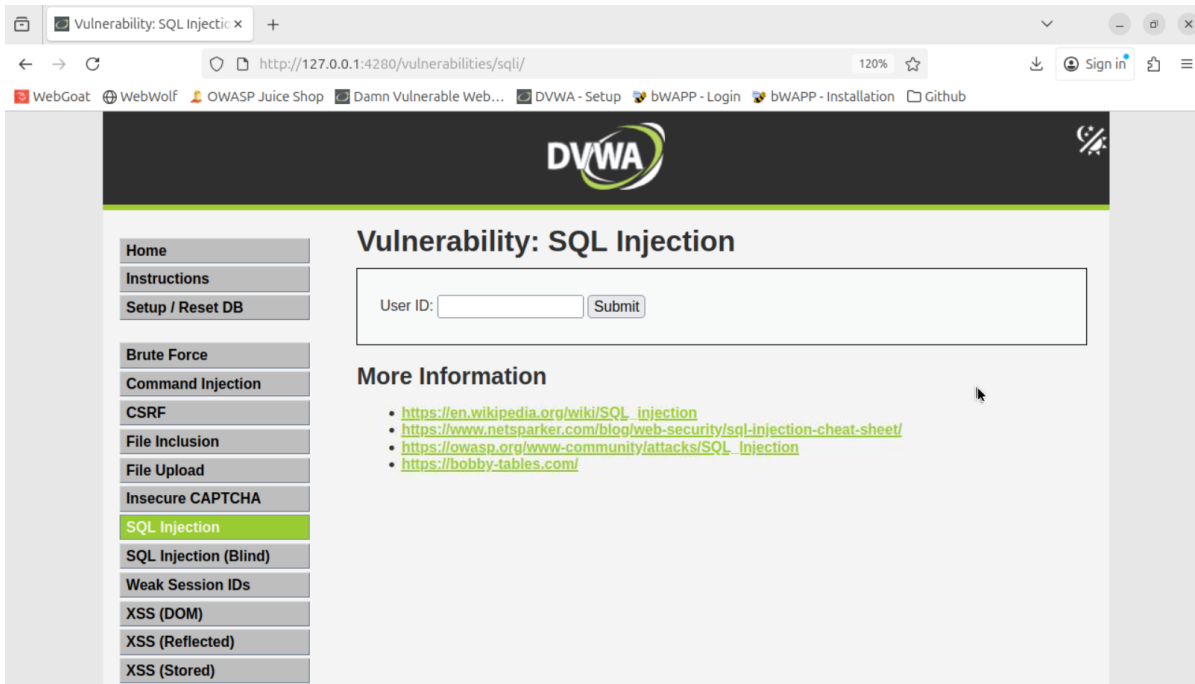 Vulnerability: SQL Injectio
http://127.0.0.1:4280/vulnerabilities/sqli/
120%
Sign in
WebGoat WebWolf OWASP Juice Shop Damn Vulnerable Web... DVWA - Setup bWAPP - Login bWAPP - Installation Github
DVWA
Home
Instructions
Setup / Reset DB
Brute Force
Command Injection
CSRF
File Inclusion
File Upload
Insecure CAPTCHA
SQL Injection
SQL Injection (Blind)
Weak Session IDs
XSS (DOM)
XSS (Reflected)
XSS (Stored)
Vulnerability: SQL Injection
User ID: Submit
More Information
https://en.wikipedia.org/wiki/SQL_injection
https://www.netsparker.com/blog/web-security/sql-injection-cheat-sheet/
https://owasp.org/www-community/attacks/SQL_Injection
https://bobby-tables.com/